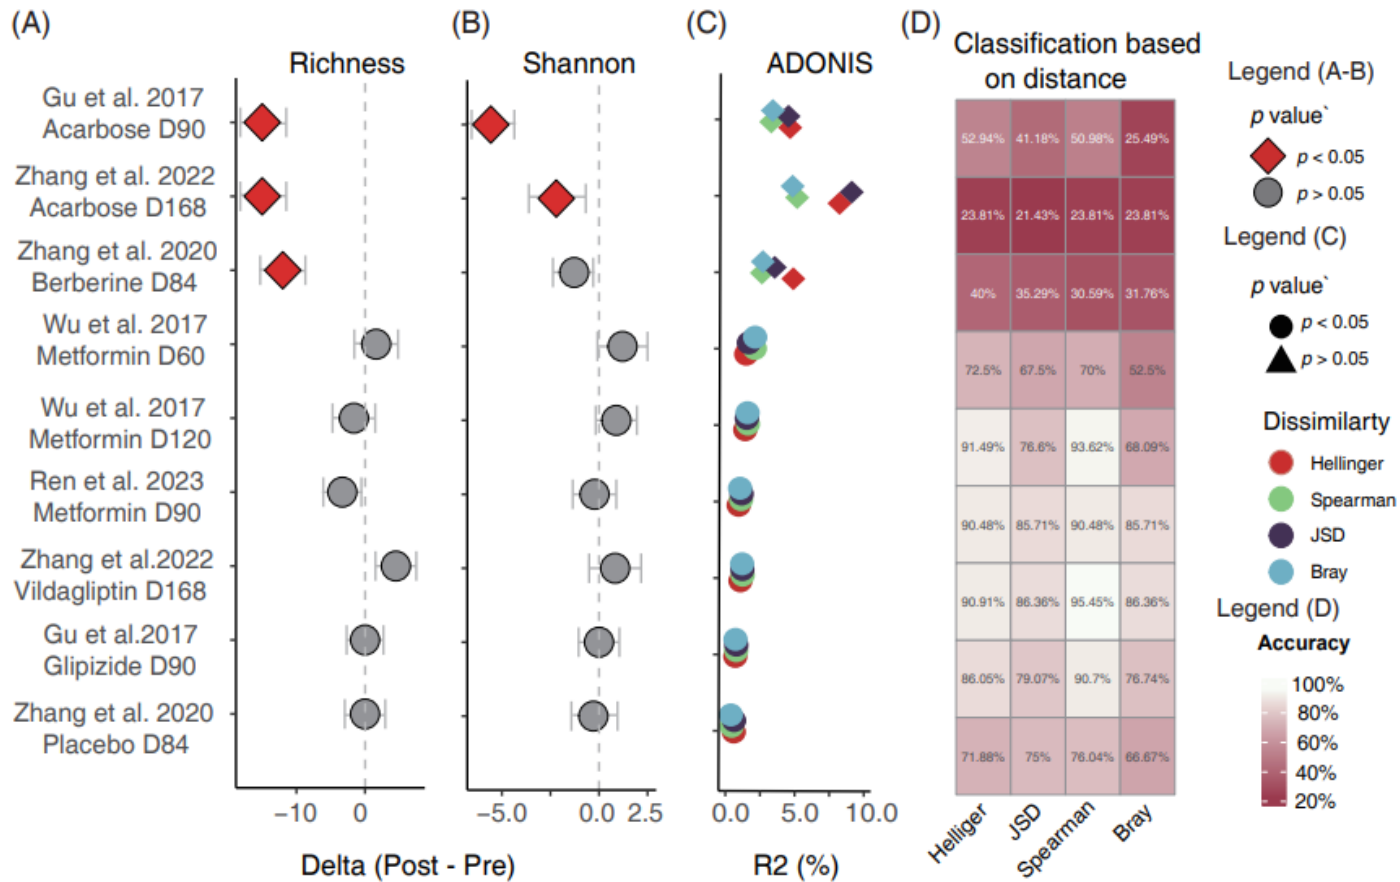 (A)
Richness
(B)
Shannon
(C)
ADONIS
(D)
Classification based
on distance
Gu et al. 2017
Acarbose D90
Zhang et al. 2022
Acarbose D168
Zhang et al. 2020
Berberine D84
Wu et al. 2017
Metformin D60
Wu et al. 2017
Metformin D120
Ren et al. 2023
Metformin D90
Zhang et al.2022
Vildagliptin D168
Gu et al.2017
Glipizide D90
Zhang et al. 2020
Placebo D84
−10 0
−5.0 0.0 2.5
Delta (Post - Pre)
0.0 5.0 10.0
R2 (%)
52.94% 41.18% 50.98% 25.49%
23.81% 21.43% 23.81% 23.81%
40% 35.29% 30.59% 31.76%
72.5% 67.5% 70% 52.5%
91.49% 76.6% 93.62% 68.09%
90.48% 85.71% 90.48% 85.71%
90.91% 86.36% 95.45% 86.36%
86.05% 79.07% 90.7% 76.74%
71.88% 75% 76.04% 66.67%
Helliger
JSD
Spearman
Bray
Legend (A-B)
p value`
p < 0.05
p > 0.05
Legend (C)
p value`
p < 0.05
p > 0.05
Dissimilarty
Hellinger
Spearman
JSD
Bray
Legend (D)
Accuracy
100%
80%
60%
40%
20%